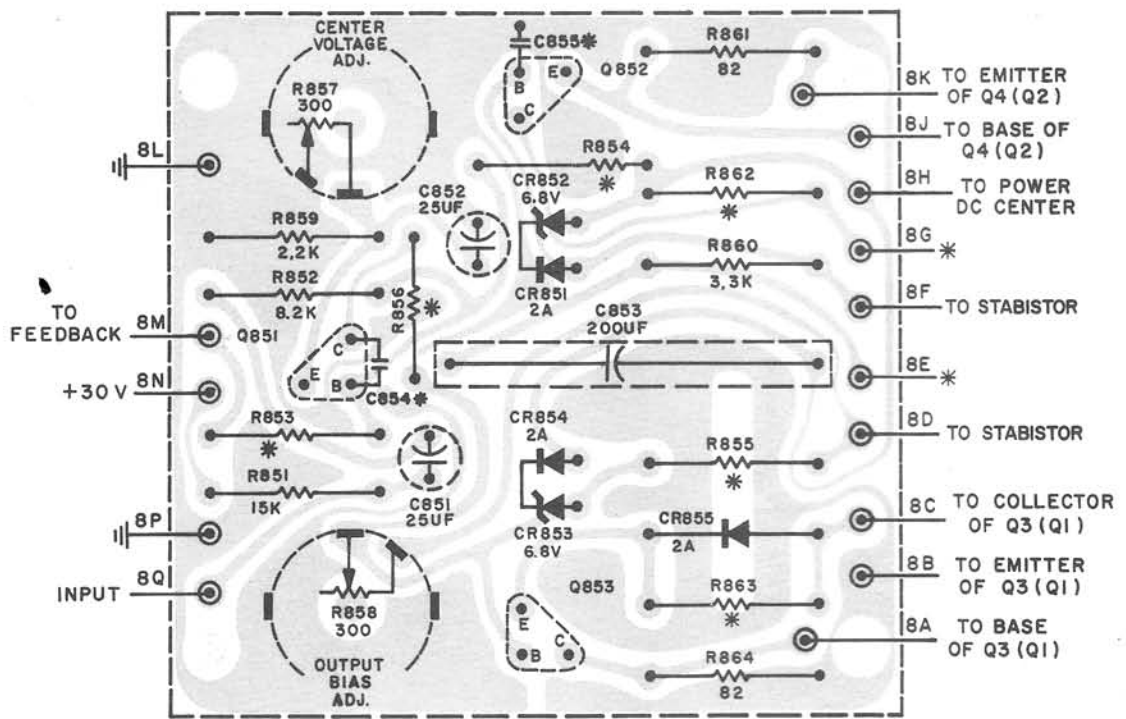 CENTER
VOLTAGE
ADJ.
R857
300
C855*
B
E
C
Q852
R861
82
8K TO EMITTER
OF Q4 (Q2)
8J TO BASE OF
Q4 (Q2)
8L
R854
*
C852
25UF
CR852
6.8V
R862
*
8H TO POWER
DC CENTER
R859
2,2K
CR851
2A
R860
3,3K
8G *
R852
8.2K
R856
*
8F TO STABISTOR
TO
FEEDBACK 8M
Q851
C
E
B
C854*
C853
200UF
8E *
+30 V 8N
R853
*
CR854
2A
R855
*
8D TO STABISTOR
R851
15K
C851
25UF
CR853
6.8V
CR855
2A
8C TO COLLECTOR
OF Q3 (Q1)
8P
INPUT 8Q
R858
300
OUTPUT
BIAS
ADJ.
Q853
E
B
C
R863
*
8B TO EMITTER
OF Q3 (Q1)
8A TO BASE
OF Q3 (Q1)
R864
82